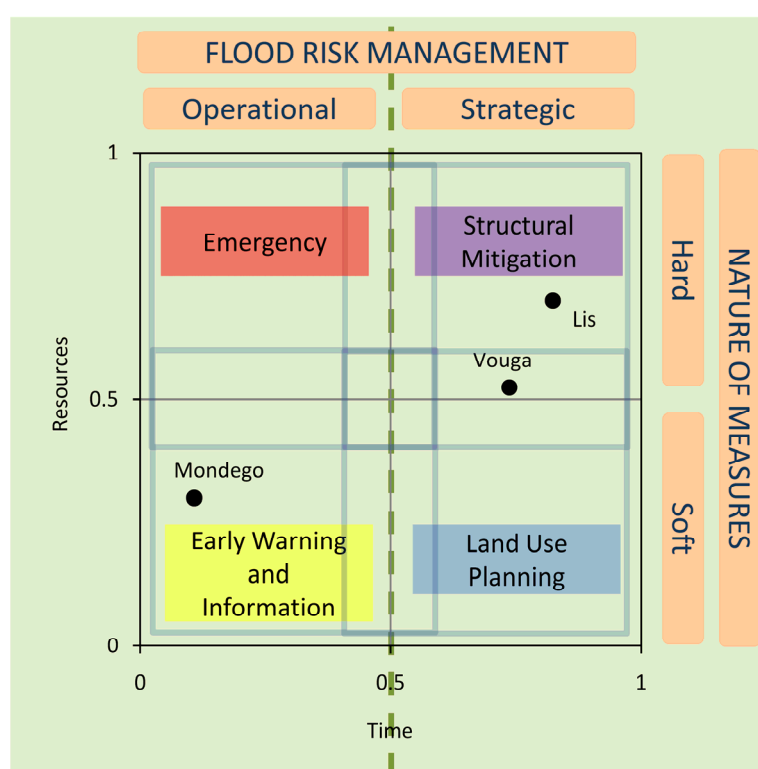 FLOOD RISK MANAGEMENT
Operational
Strategic
1
Emergency
Structural
Mitigation
Lis
Hard
NATURE OF MEASURES
Resources
Vouga
0.5
Mondego
Early Warning
and
Information
Land Use
Planning
Soft
0
0
0.5
1
Time